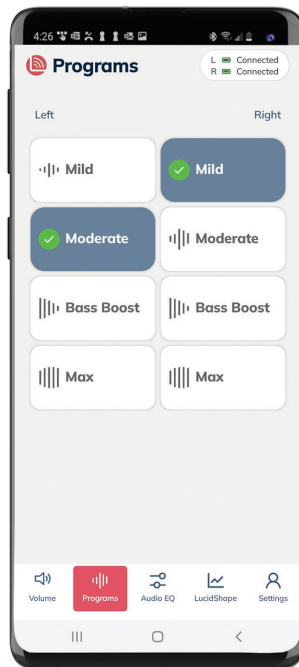 4:26
Programs
L Connected
R Connected
Left Right
Mild Mild
Moderate Moderate
Bass Boost Bass Boost
Max Max
Volume Programs Audio EQ LucidShape Settings